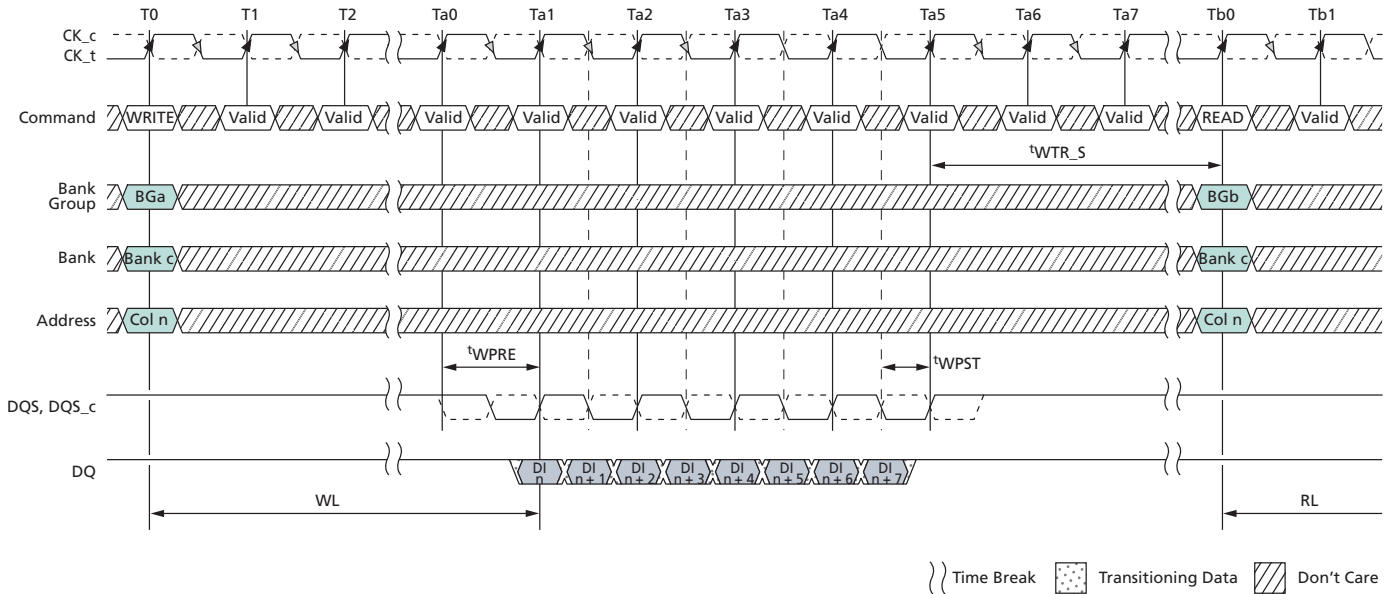 T0 T1 T2 Ta0 Ta1 Ta2 Ta3 Ta4 Ta5 Ta6 Ta7 Tb0 Tb1
CK_c
CK_t
Command WRITE Valid Valid Valid Valid Valid Valid Valid Valid Valid Valid READ Valid
tWTR_S
Bank
Group
BGa BGb
Bank Bank c Bank c
Address Col n Col n
tWPRE tWPST
DQS, DQS_c
DQ
DI DI DI DI DI DI DI DI
n n + 1 n + 2 n + 3 n + 4 n + 5 n + 6 n + 7
WL RL
Time Break Transitioning Data Don't Care